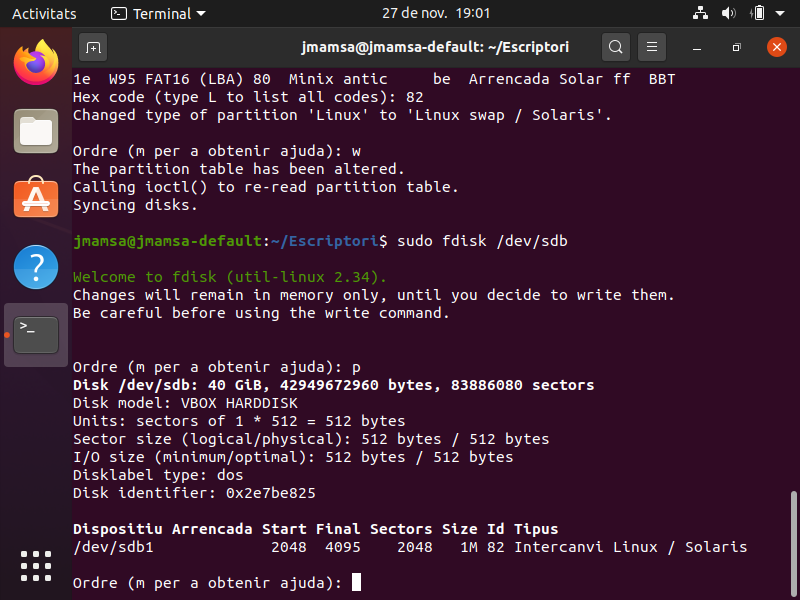 Activitats Terminal 27 de nov. 19:01
jmamsa@jmamsa-default: ~/Escriptori
1e W95 FAT16 (LBA) 80 Minix antic be Arrencada Solar ff BBT
Hex code (type L to list all codes): 82
Changed type of partition 'Linux' to 'Linux swap / Solaris'.
Ordre (m per a obtenir ajuda): w
The partition table has been altered.
Calling ioctl() to re-read partition table.
Syncing disks.
jmamsa@jmamsa-default:~/Escriptori$ sudo fdisk /dev/sdb
Welcome to fdisk (util-linux 2.34).
Changes will remain in memory only, until you decide to write them.
Be careful before using the write command.
Ordre (m per a obtenir ajuda): p
Disk /dev/sdb: 40 GiB, 42949672960 bytes, 83886080 sectors
Disk model: VBOX HARDDISK
Units: sectors of 1 * 512 = 512 bytes
Sector size (logical/physical): 512 bytes / 512 bytes
I/O size (minimum/optimal): 512 bytes / 512 bytes
Disklabel type: dos
Disk identifier: 0x2e7be825
Dispositiu Arrencada Start Final Sectors Size Id Tipus
/dev/sdb1 2048 4095 2048 1M 82 Intercanvi Linux / Solaris
Ordre (m per a obtenir ajuda):